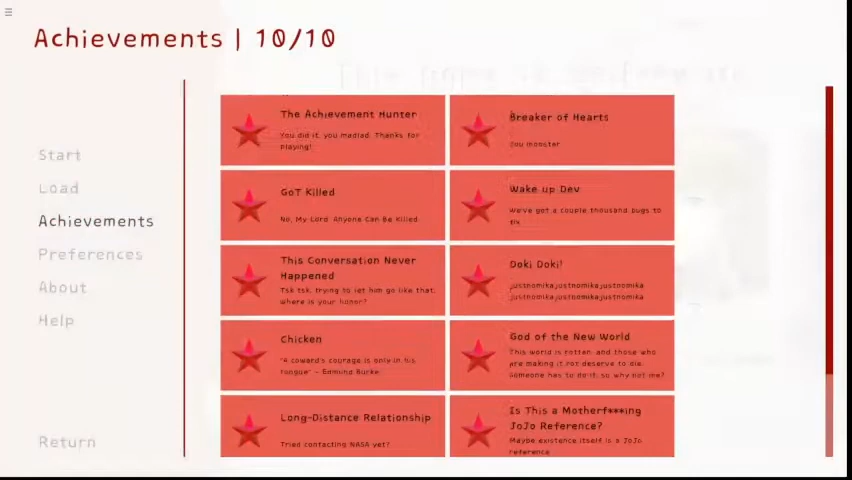 Achievements | 10/10
Start
Load
Achievements
Preferences
About
Help
Return
The Achievement Hunter
You did it, you madlad. Thanks for
playing!
Breaker of Hearts
You monster
GoT Killed
No, My Lord. Anyone Can Be Killed.
Wake up Dev
We've got a couple thousand bugs to
fix
This Conversation Never
Happened
Tsk tsk, trying to let him go like that,
where is your honor?
Doki Doki!
justnomikajustnomikajustnomika
justnomikajustnomikajustnomika
Chicken
"A coward's courage is only in his
tongue" – Edmund Burke
God of the New World
This world is rotten, and those who
are making it rot deserve to die.
Someone has to do it, so why not me?
Long-Distance Relationship
Tried contacting NASA yet?
Is This a Motherf***ing
JoJo Reference?
Maybe existence itself is a JoJo
reference